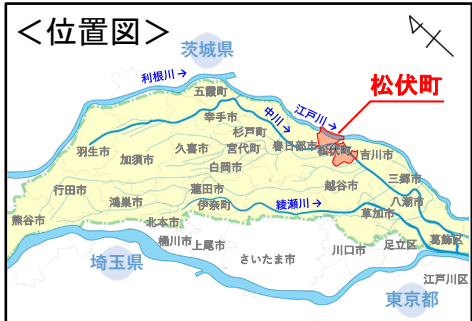 <位置図>
茨城県
利根川→
五霞町
中川→
江戸川→
松伏町
幸手市
杉戸町
羽生市
加須市
久喜市
宮代町
春日部市
松伏町
吉川市
白岡市
三郷市
行田市
蓮田市
越谷市
八潮市
鴻巣市
伊奈町
綾瀬川→
草加市
熊谷市
北本市
桶川市
上尾市
川口市
足立区
葛飾区
埼玉県
さいたま市
江戸川区
東京都